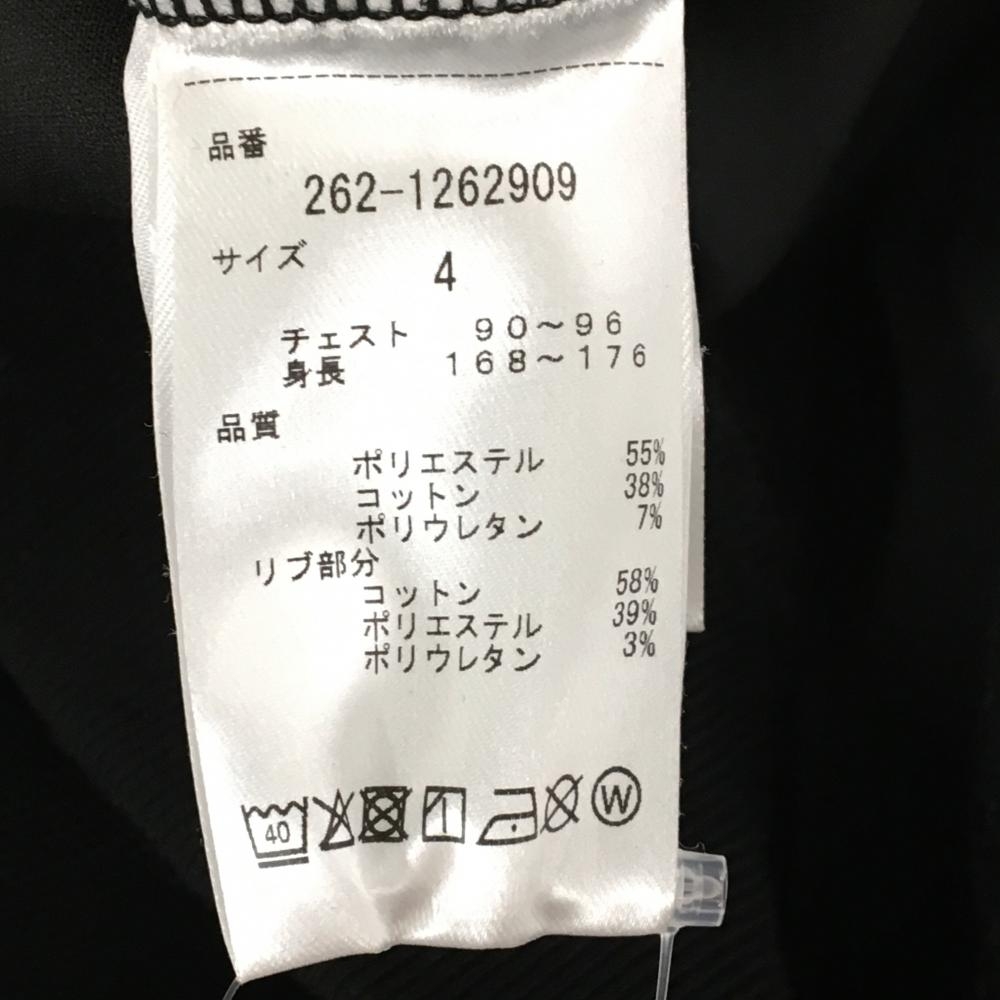 品番
262-1262909
サイズ 4
チェスト 90〜96
身長 168〜176
品質
ポリエステル 55%
コットン 38%
ポリウレタン 7%
リブ部分
コットン 58%
ポリエステル 39%
ポリウレタン 3%
40 W